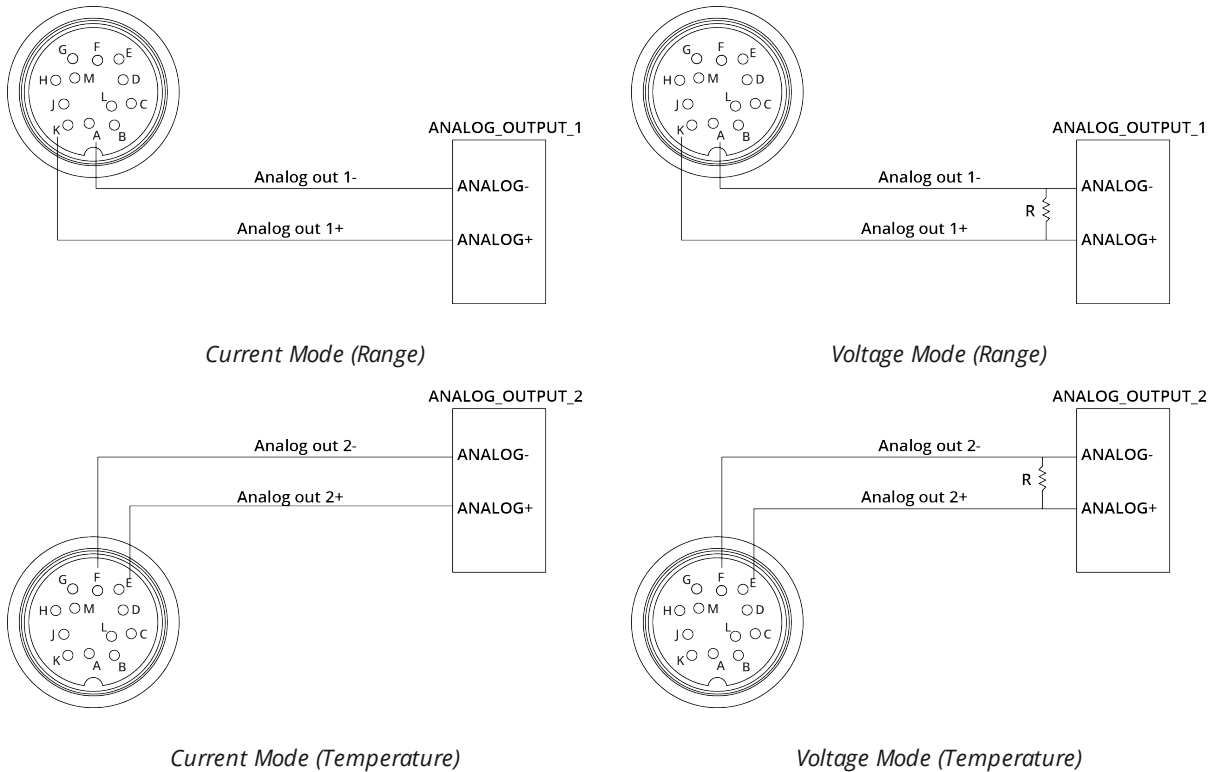 G F E
H M D
J L C
K A B
ANALOG_OUTPUT_1
Analog out 1-
ANALOG-
Analog out 1+
ANALOG+
Current Mode (Range)
G F E
H M D
J L C
K A B
ANALOG_OUTPUT_1
Analog out 1-
ANALOG-
R
Analog out 1+
ANALOG+
Voltage Mode (Range)
ANALOG_OUTPUT_2
Analog out 2-
ANALOG-
Analog out 2+
ANALOG+
G F E
H M D
J L C
K A B
Current Mode (Temperature)
ANALOG_OUTPUT_2
Analog out 2-
ANALOG-
R
Analog out 2+
ANALOG+
G F E
H M D
J L C
K A B
Voltage Mode (Temperature)